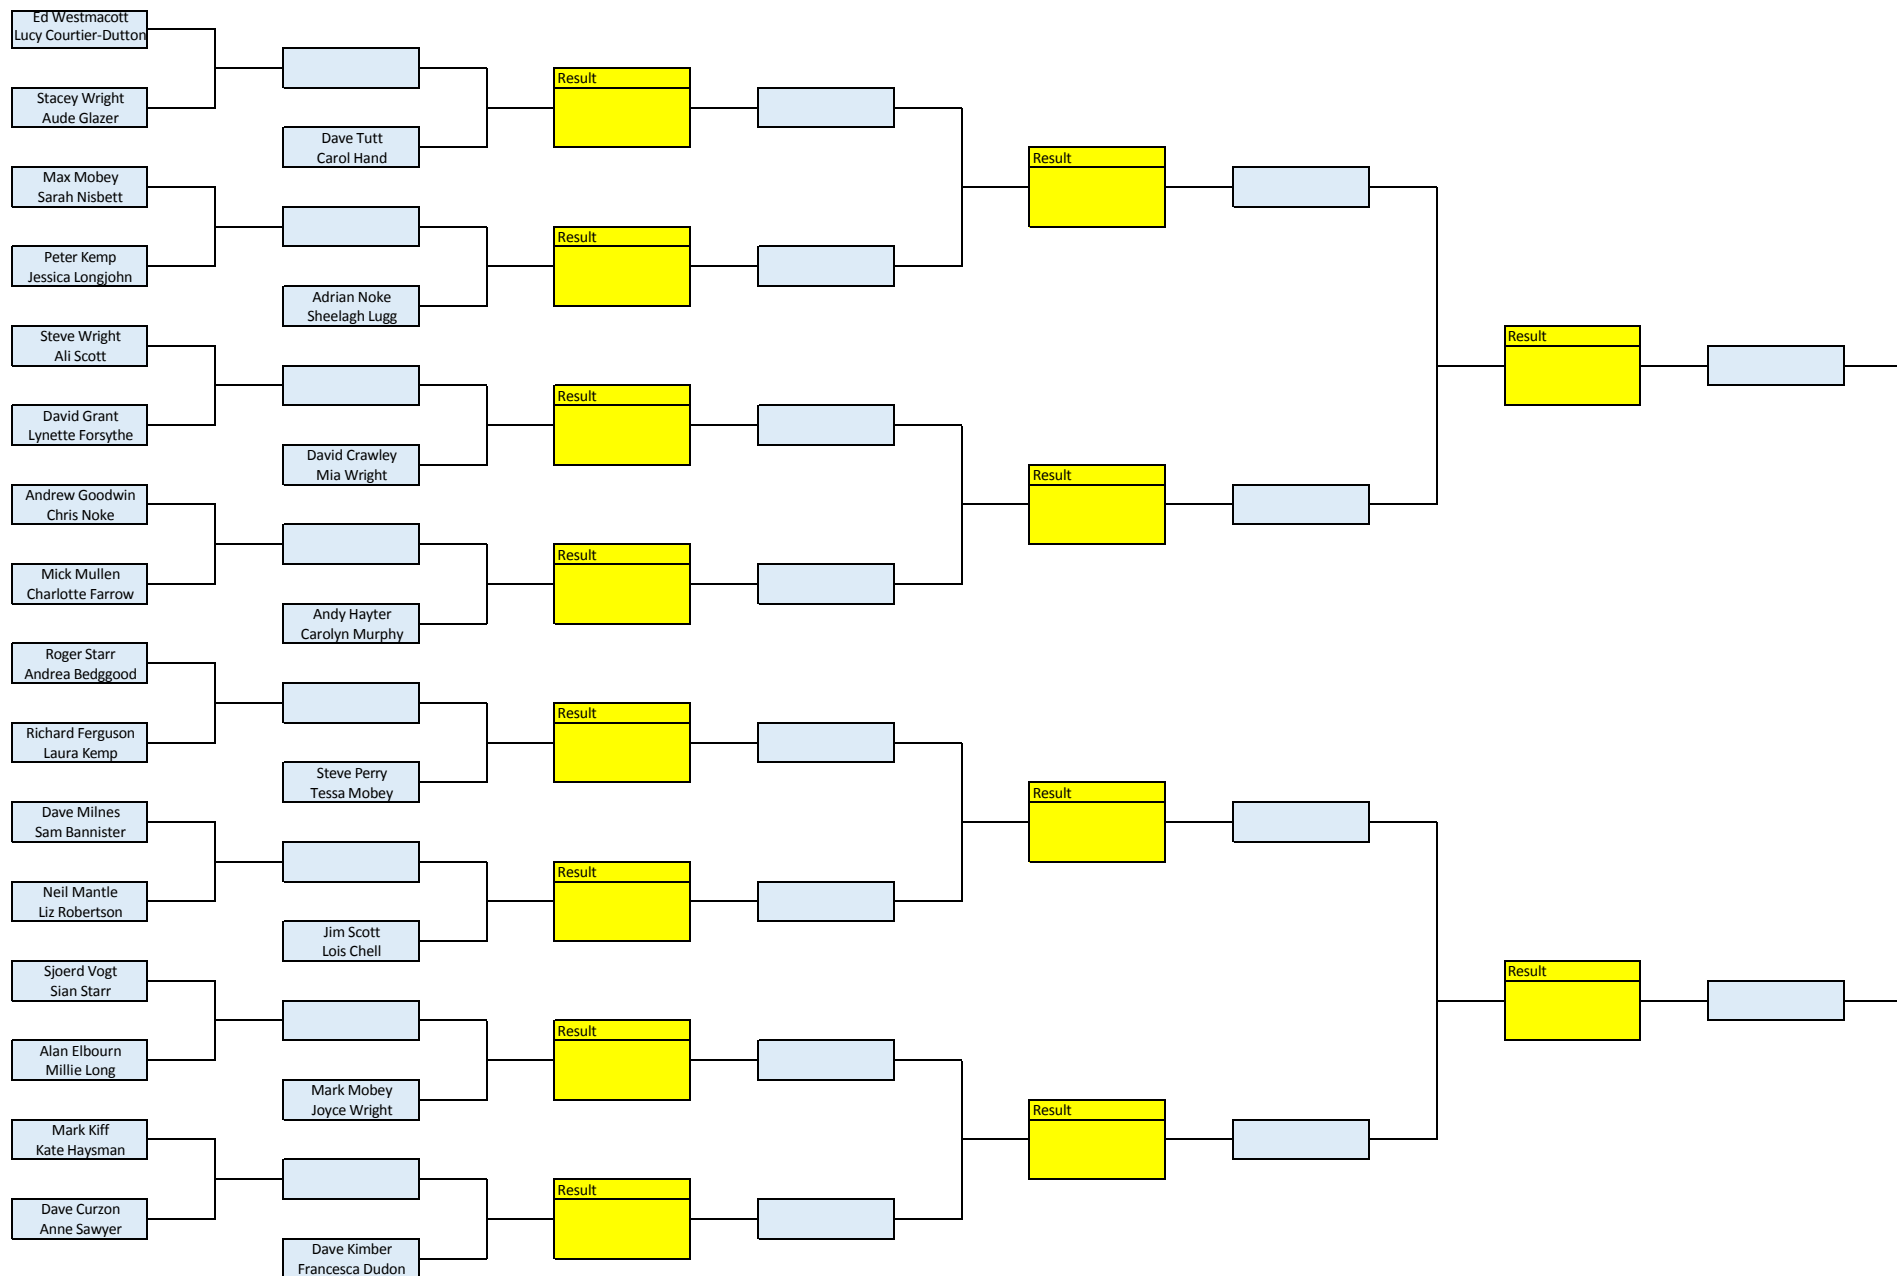 Ed Westmacott
Lucy Courtier-Dutton
Stacey Wright
Aude Glazer
Max Mobey
Sarah Nisbett
Peter Kemp
Jessica Longjohn
Steve Wright
Ali Scott
David Grant
Lynette Forsythe
Andrew Goodwin
Chris Noke
Mick Mullen
Charlotte Farrow
Roger Starr
Andrea Bedggood
Richard Ferguson
Laura Kemp
Dave Milnes
Sam Bannister
Neil Mantle
Liz Robertson
Sjoerd Vogt
Sian Starr
Alan Elbourn
Millie Long
Mark Kiff
Kate Haysman
Dave Curzon
Anne Sawyer
Dave Tutt
Carol Hand
Adrian Noke
Sheelagh Lugg
David Crawley
Mia Wright
Andy Hayter
Carolyn Murphy
Steve Perry
Tessa Mobey
Jim Scott
Lois Chell
Mark Mobey
Joyce Wright
Dave Kimber
Francesca Dudon
Result
Result
Result
Result
Result
Result
Result
Result
Result
Result
Result
Result
Result
Result